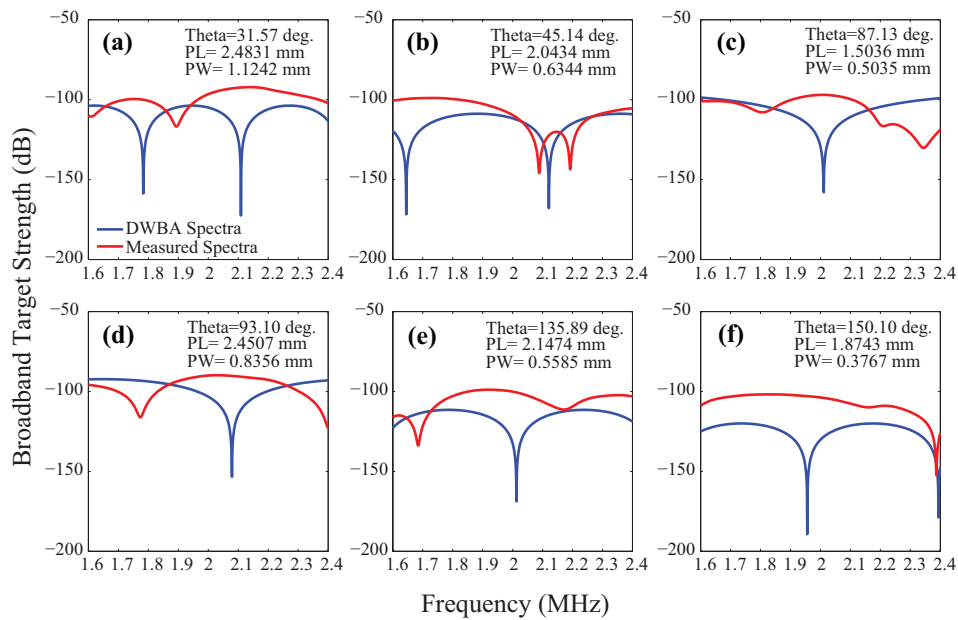 Broadband Target Strength (dB)
−50
−100
−150
−200
(a)
Theta=31.57 deg.
PL= 2.4831 mm
PW= 1.1242 mm
DWBA Spectra
Measured Spectra
1.6 1.7 1.8 1.9 2 2.1 2.2 2.3 2.4
−50
−100
−150
−200
(b)
Theta=45.14 deg.
PL= 2.0434 mm
PW= 0.6344 mm
1.6 1.7 1.8 1.9 2 2.1 2.2 2.3 2.4
−50
−100
−150
−200
(c)
Theta=87.13 deg.
PL= 1.5036 mm
PW= 0.5035 mm
1.6 1.7 1.8 1.9 2 2.1 2.2 2.3 2.4
−50
−100
−150
−200
(d)
Theta=93.10 deg.
PL= 2.4507 mm
PW= 0.8356 mm
1.6 1.7 1.8 1.9 2 2.1 2.2 2.3 2.4
−50
−100
−150
−200
(e)
Theta=135.89 deg.
PL= 2.1474 mm
PW= 0.5585 mm
1.6 1.7 1.8 1.9 2 2.1 2.2 2.3 2.4
−50
−100
−150
−200
(f)
Theta=150.10 deg.
PL= 1.8743 mm
PW= 0.3767 mm
1.6 1.7 1.8 1.9 2 2.1 2.2 2.3 2.4
Frequency (MHz)